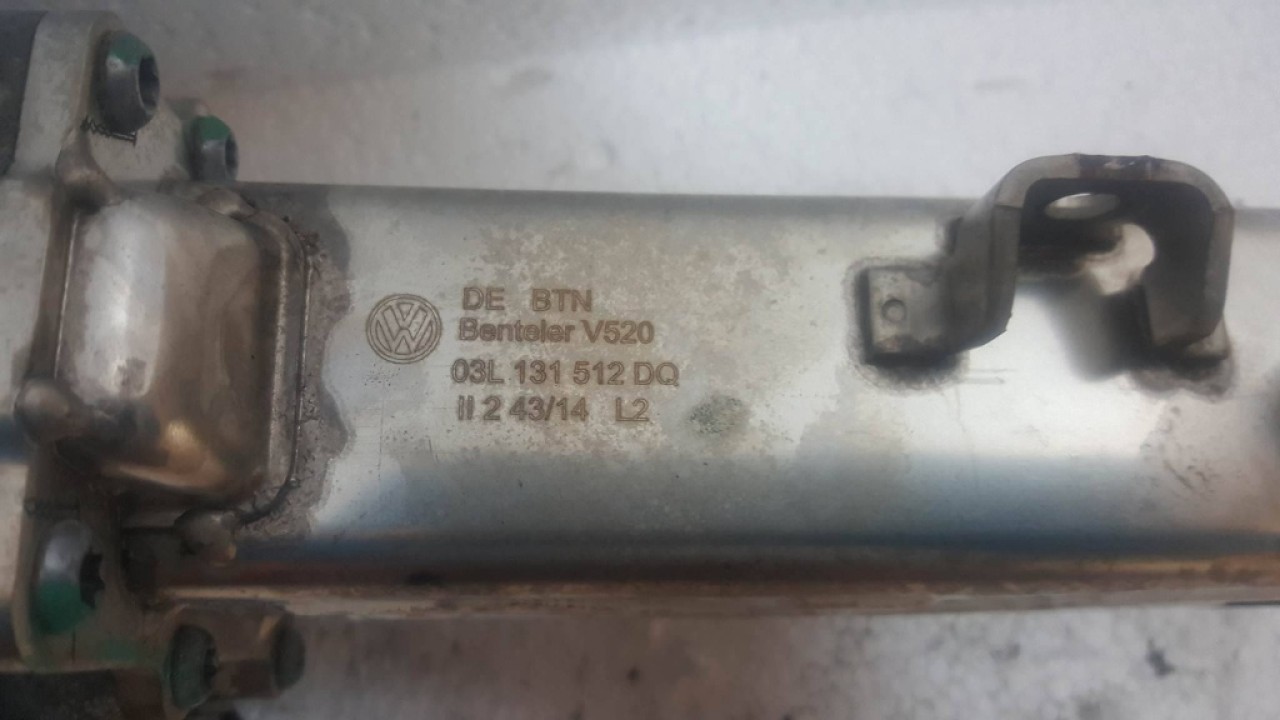 DE BTN
Benteler V520
03L 131 512 DQ
II 2 43/14 L2